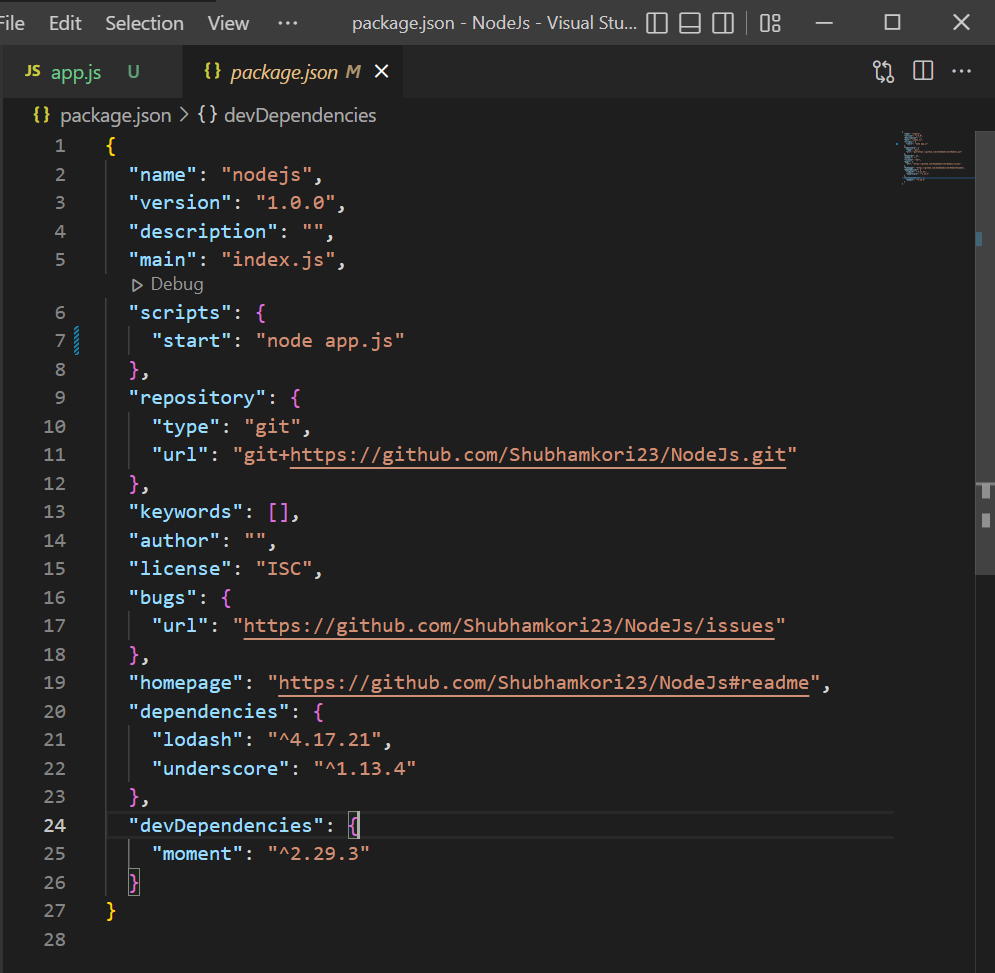 File Edit Selection View ··· package.json - NodeJs - Visual Stu...
JS app.js U {} package.json M
{} package.json > {} devDependencies
1 {
2 "name": "nodejs",
3 "version": "1.0.0",
4 "description": "",
5 "main": "index.js",
Debug
6 "scripts": {
7 "start": "node app.js"
8 },
9 "repository": {
10 "type": "git",
11 "url": "git+https://github.com/Shubhamkori23/NodeJs.git"
12 },
13 "keywords": [],
14 "author": "",
15 "license": "ISC",
16 "bugs": {
17 "url": "https://github.com/Shubhamkori23/NodeJs/issues"
18 },
19 "homepage": "https://github.com/Shubhamkori23/NodeJs#readme",
20 "dependencies": {
21 "lodash": "^4.17.21",
22 "underscore": "^1.13.4"
23 },
24 "devDependencies": {
25 "moment": "^2.29.3"
26 }
27 }
28